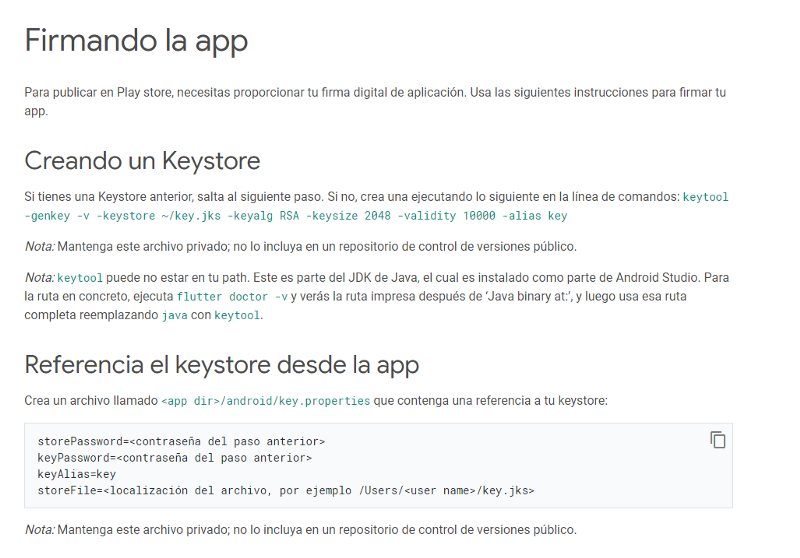 Firmando la app
Para publicar en Play store, necesitas proporcionar tu firma digital de aplicación. Usa las siguientes instrucciones para firmar tu
app.
Creando un Keystore
Si tienes una Keystore anterior, salta al siguiente paso. Si no, crea una ejecutando lo siguiente en la línea de comandos: keytool
-genkey -v -keystore ~/key.jks -keyalg RSA -keysize 2048 -validity 10000 -alias key
Nota: Mantenga este archivo privado; no lo incluya en un repositorio de control de versiones público.
Nota: keytool puede no estar en tu path. Este es parte del JDK de Java, el cual es instalado como parte de Android Studio. Para
la ruta en concreto, ejecuta flutter doctor -v y verás la ruta impresa después de ‘Java binary at:’, y luego usa esa ruta
completa reemplazando java con keytool.
Referencia el keystore desde la app
Crea un archivo llamado <app dir>/android/key.properties que contenga una referencia a tu keystore:
storePassword=<contraseña del paso anterior>
keyPassword=<contraseña del paso anterior>
keyAlias=key
storeFile=<localización del archivo, por ejemplo /Users/<user name>/key.jks>
Nota: Mantenga este archivo privado; no lo incluya en un repositorio de control de versiones público.